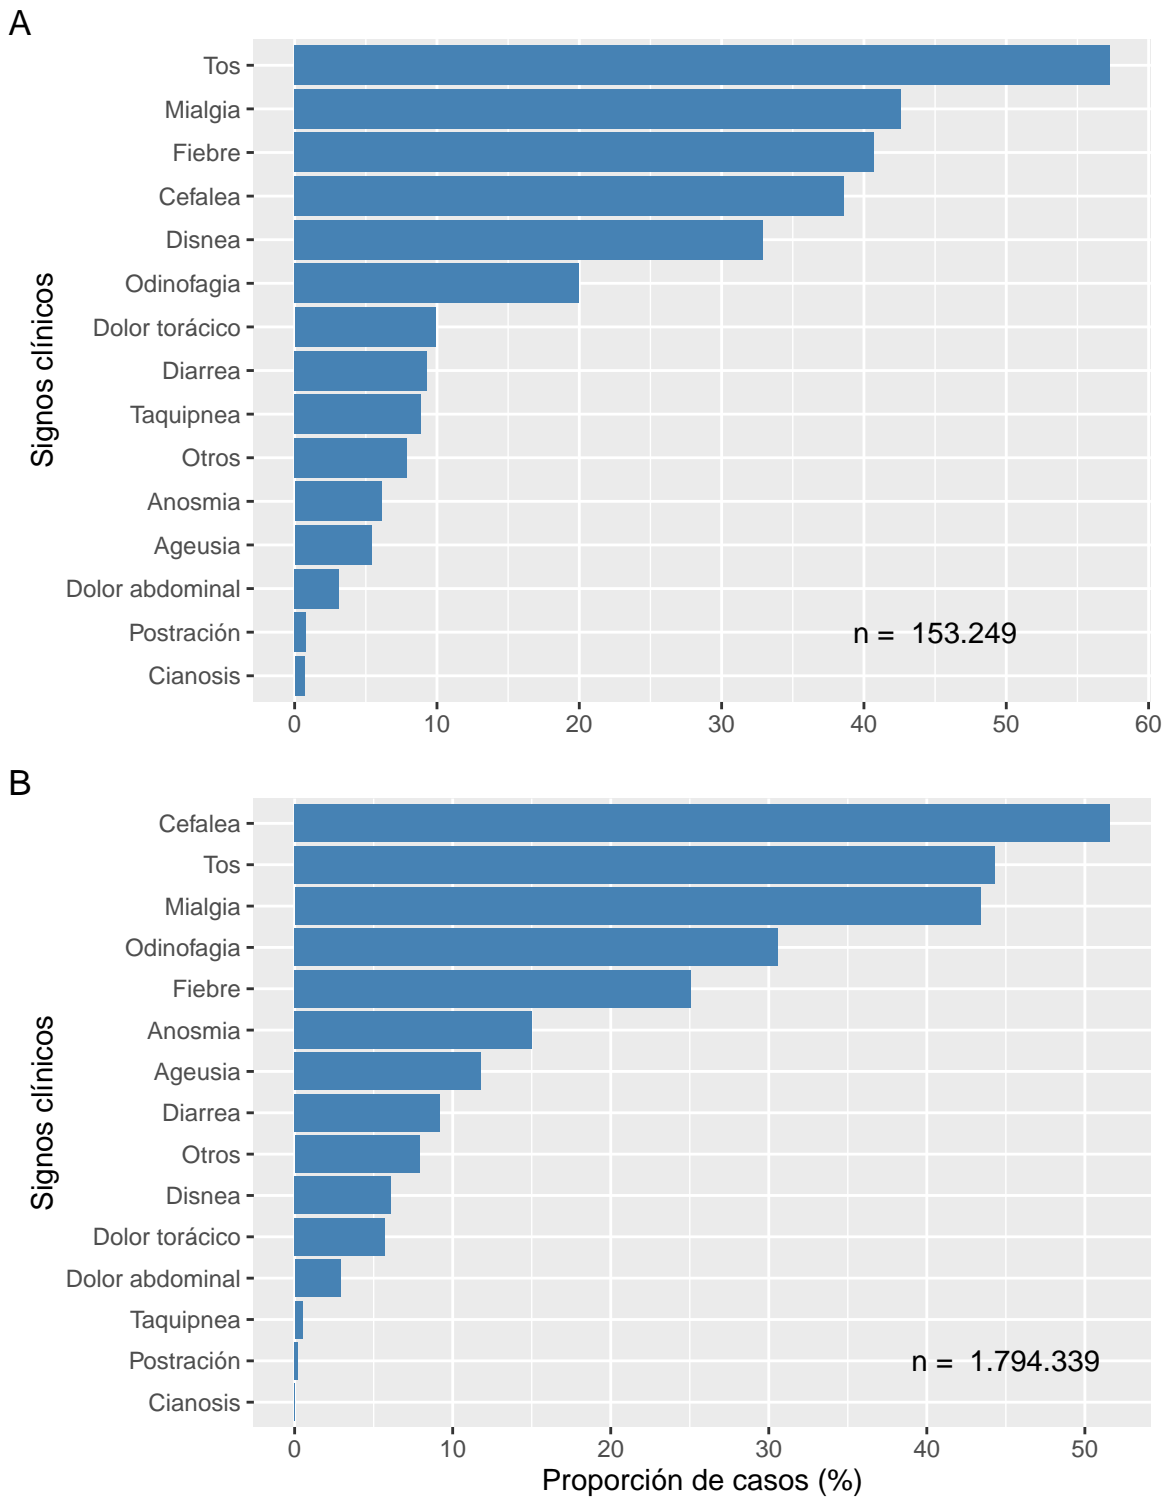 A
Signos clínicos
Tos
Mialgia
Fiebre
Cefalea
Disnea
Odinofagia
Dolor torácico
Diarrea
Taquipnea
Otros
Anosmia
Ageusia
Dolor abdominal
Postración
Cianosis
n = 153.249
0 10 20 30 40 50 60
B
Signos clínicos
Cefalea
Tos
Mialgia
Odinofagia
Fiebre
Anosmia
Ageusia
Diarrea
Otros
Disnea
Dolor torácico
Dolor abdominal
Taquipnea
Postración
Cianosis
n = 1.794.339
0 10 20 30 40 50
Proporción de casos (%)